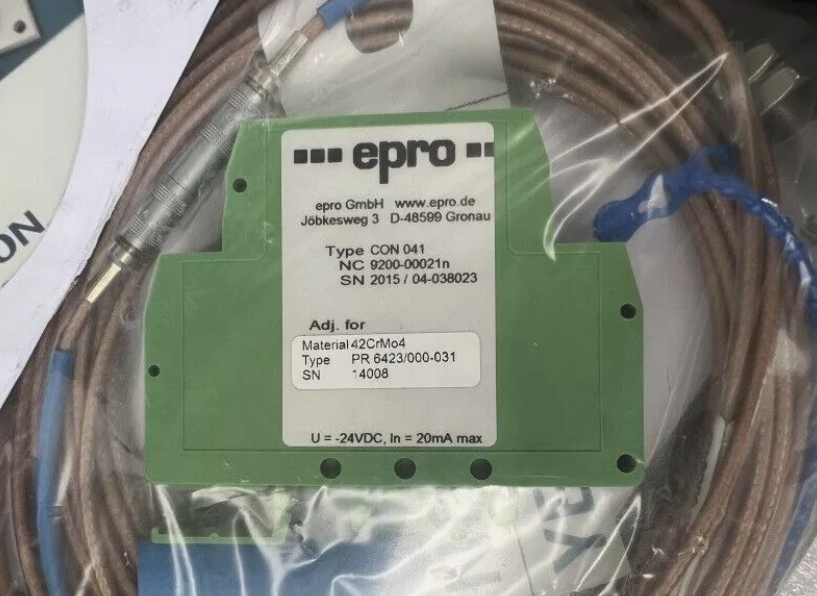 epro
epro GmbH www.epro.de
Jöbkesweg 3 D-48599 Gronau
Type CON 041
NC 9200-00021n
SN 2015 / 04-038023
Adj. for
Material 42CrMo4
Type PR 6423/000-031
SN 14008
U = -24VDC, In = 20mA max
ON